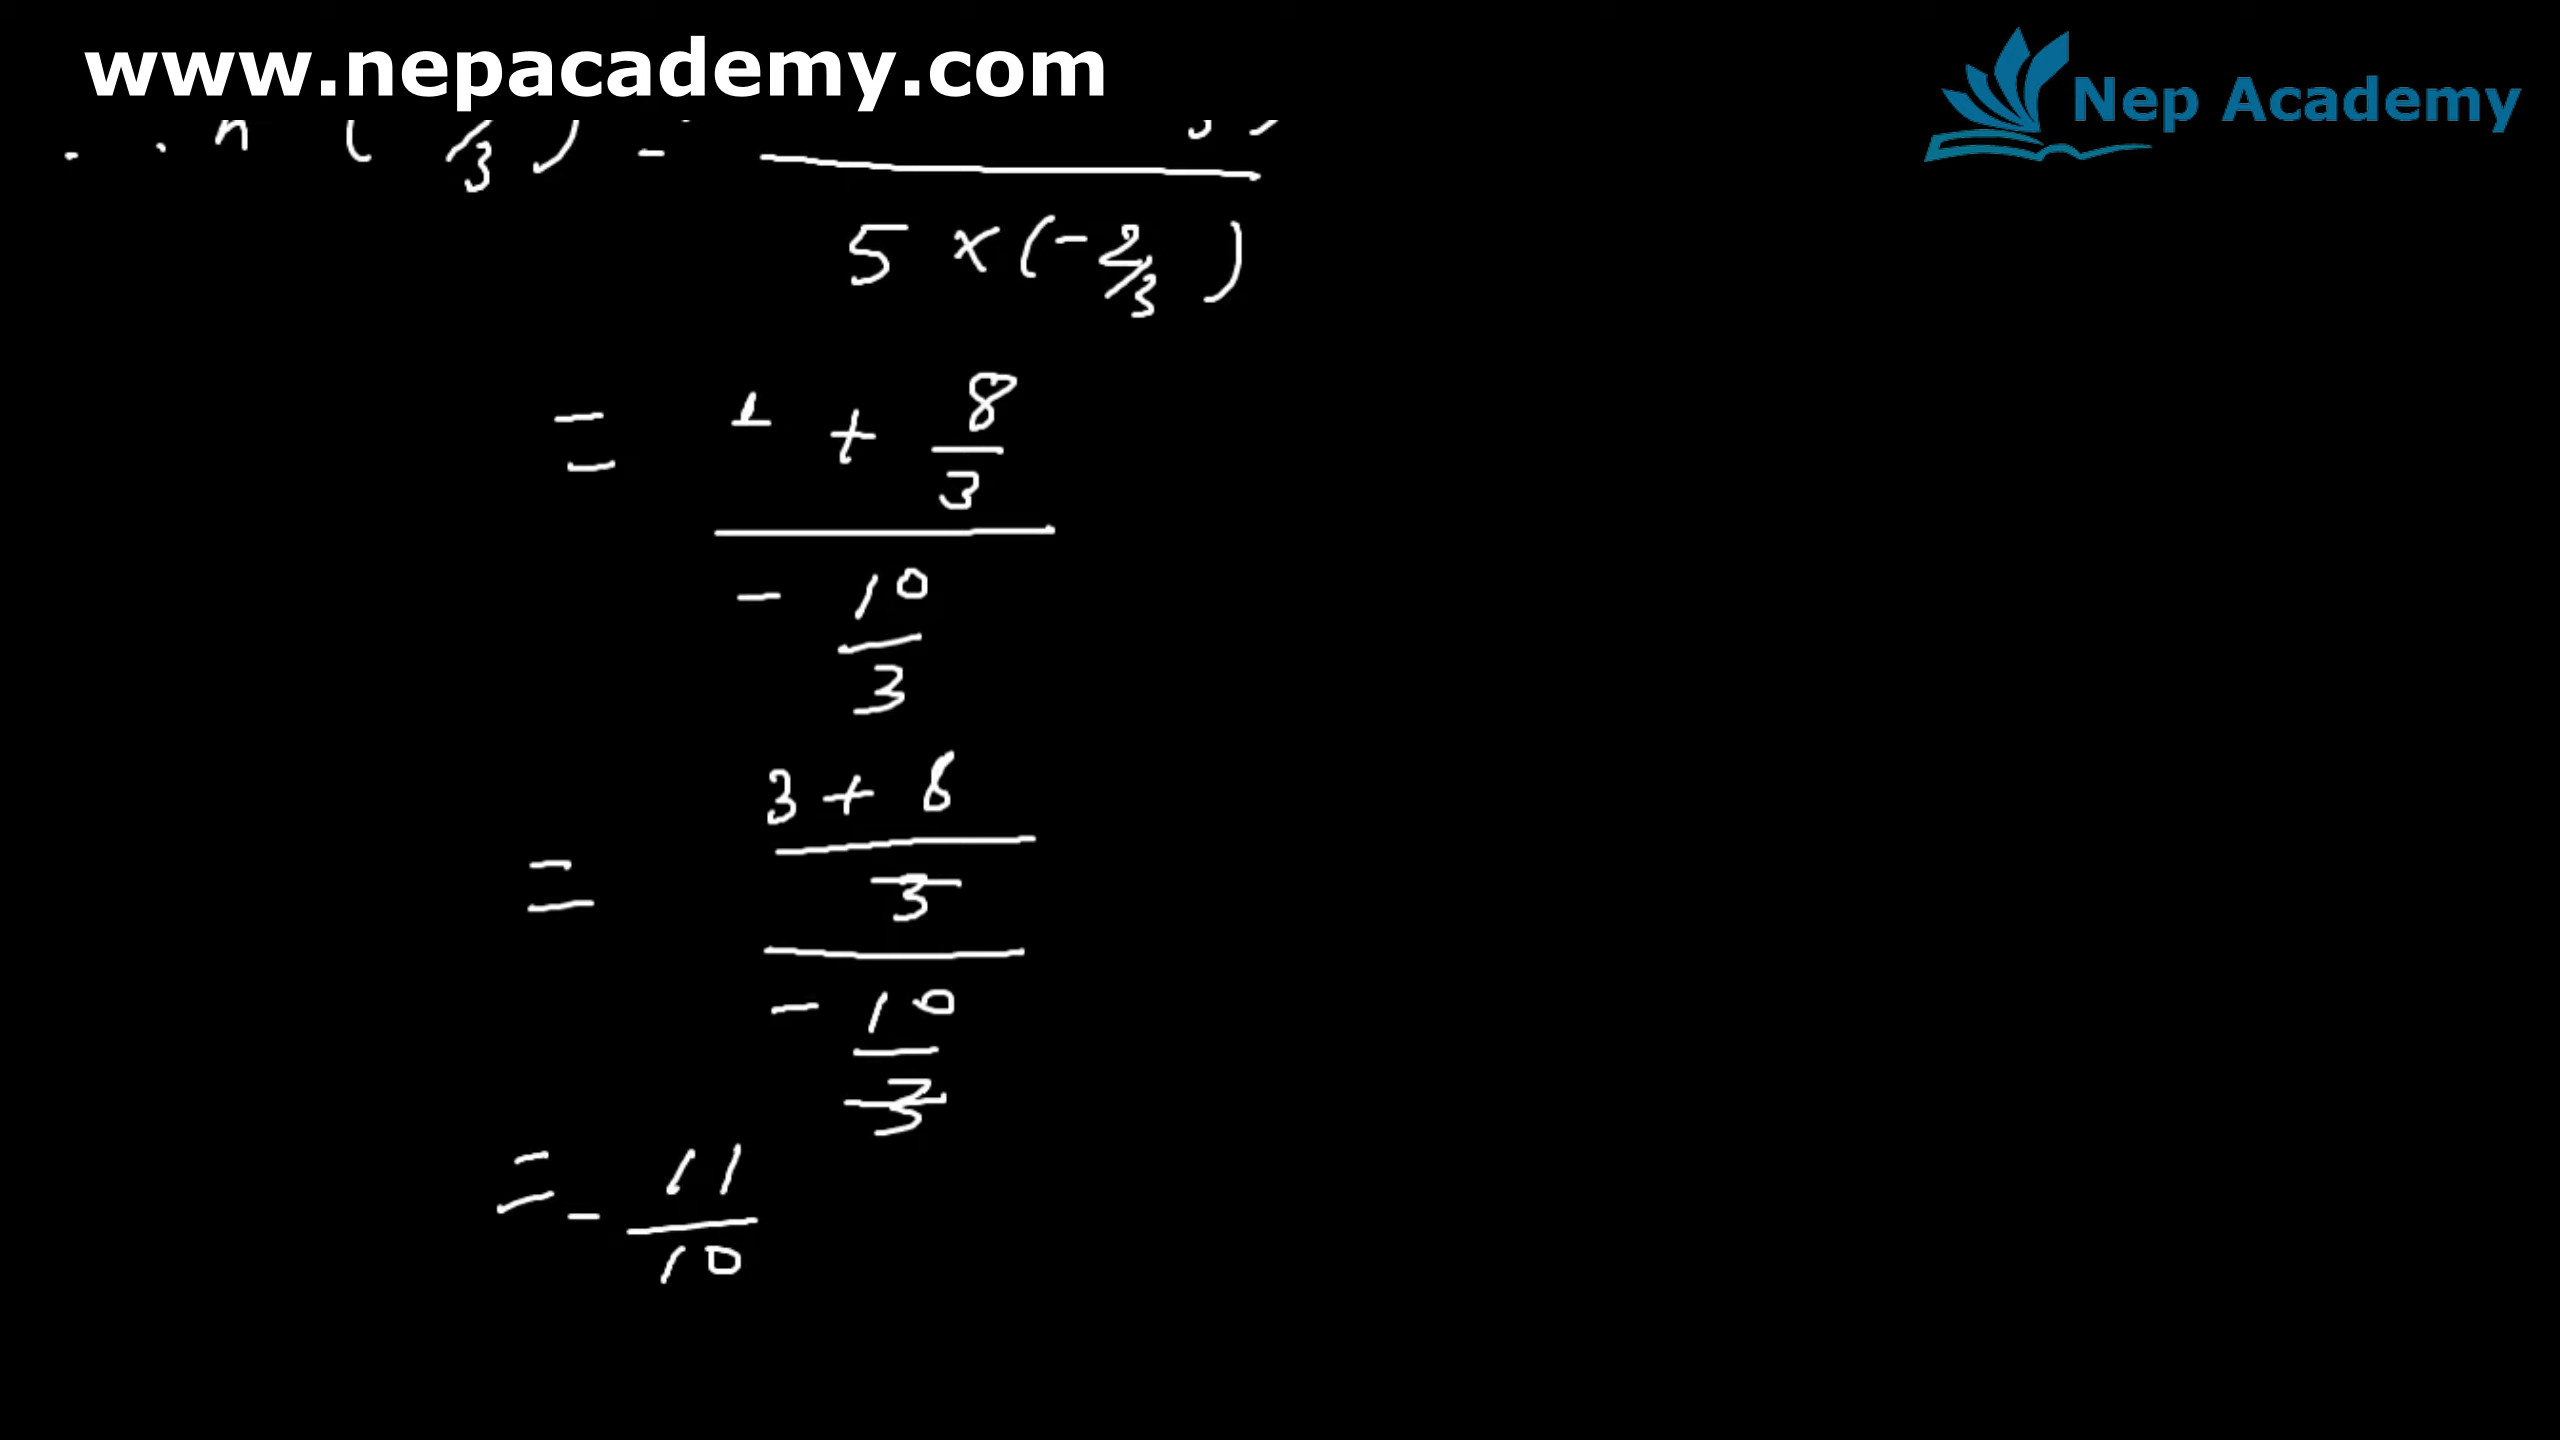 www.nepacademy.com
Nep Academy
5 × (-2/3)
= 1 + 8/3
- 10/3
= 3 + 8
3
- 10
3
= - 11/10